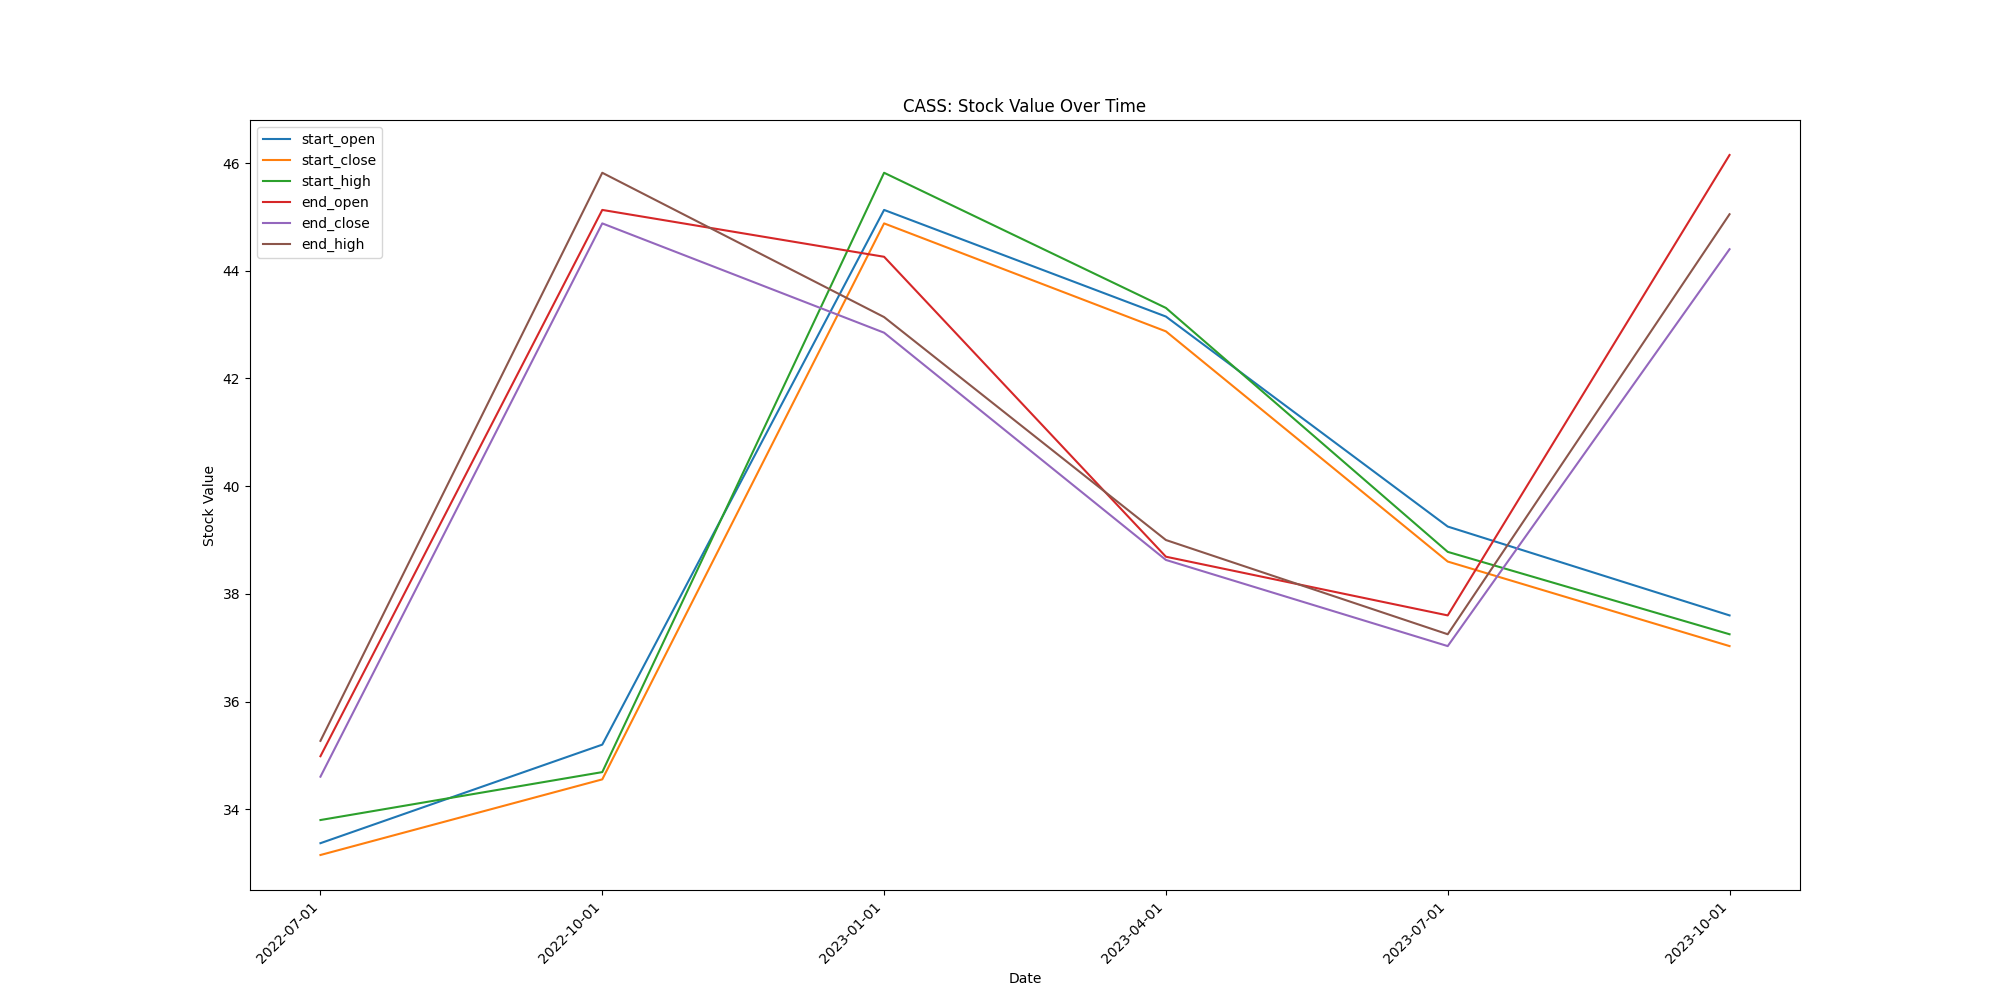 CASS: Stock Value Over Time
start_open
start_close
start_high
end_open
end_close
end_high
46
44
42
40
38
36
34
Stock Value
2022-07-01
2022-10-01
2023-01-01
2023-04-01
2023-07-01
2023-10-01
Date